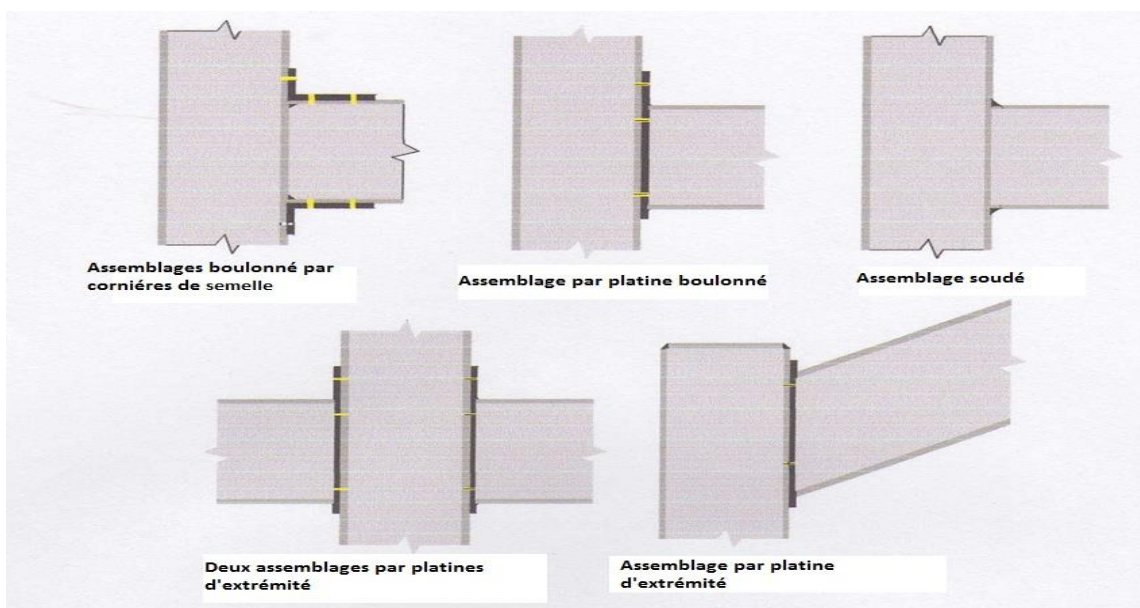 Assemblages boulonné par
corniéres de semelle
Assemblage par platine boulonné
Assemblage soudé
Deux assemblages par platines
d'extrémité
Assemblage par platine
d'extrémité